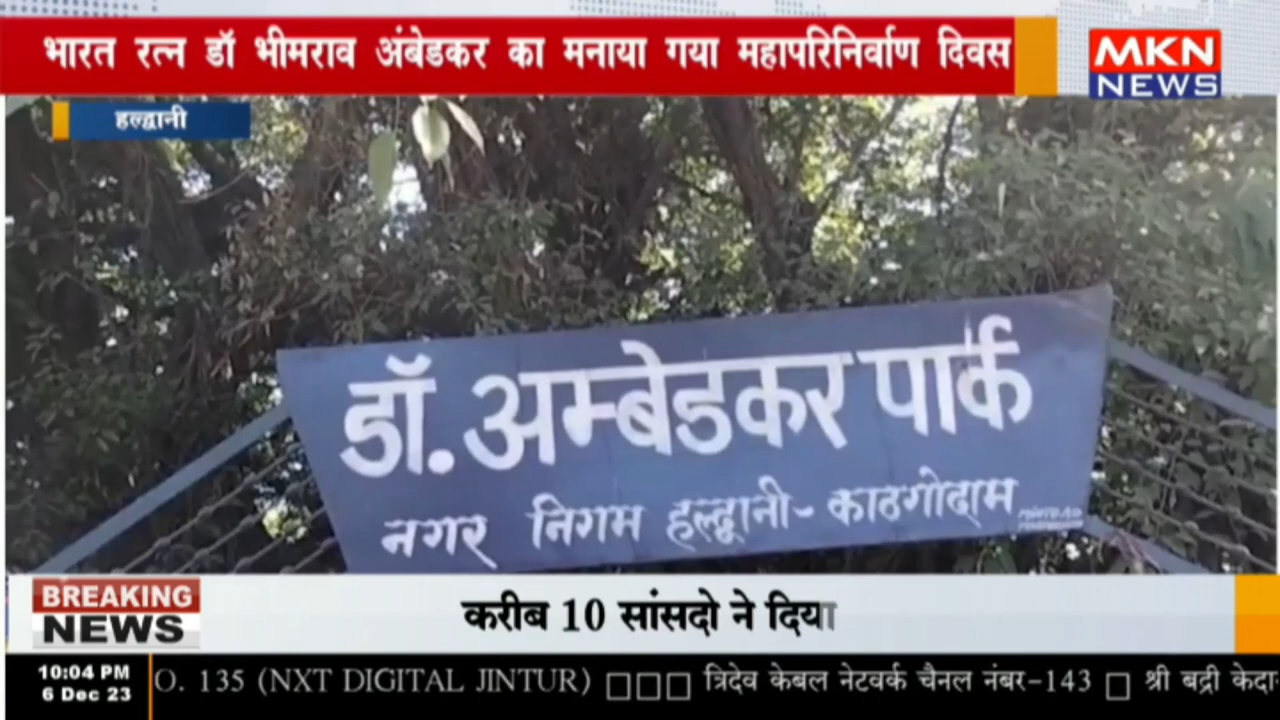 भारत रत्न डॉ भीमराव अंबेडकर का मनाया गया महापरिनिर्वाण दिवस
MKN
NEWS
हल्द्वानी
डॉ. अम्बेडकर पार्क
नगर निगम हल्द्वानी - काठगोदाम
BREAKING
NEWS
करीब 10 सांसदो ने दिया
10:04 PM
6 Dec 23
O. 135 (NXT DIGITAL JINTUR) □□□ त्रिदेव केबल नेटवर्क चैनल नंबर-143 □ श्री बद्री केदा